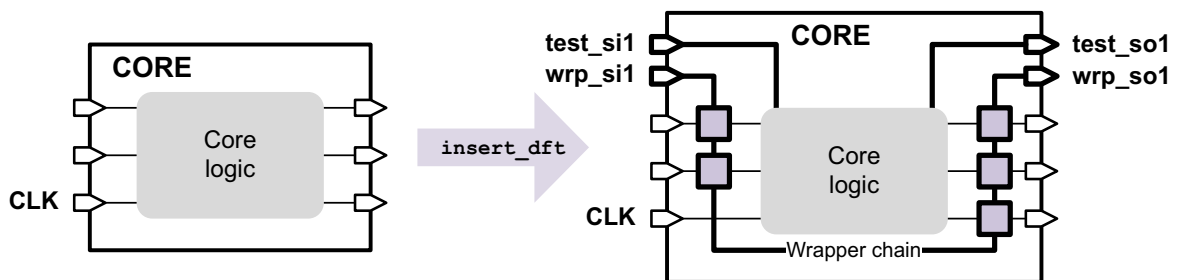 CORE
Core
logic
CLK
insert_dft
test_si1
wrp_si1
CORE
test_so1
wrp_so1
Core
logic
CLK
Wrapper chain